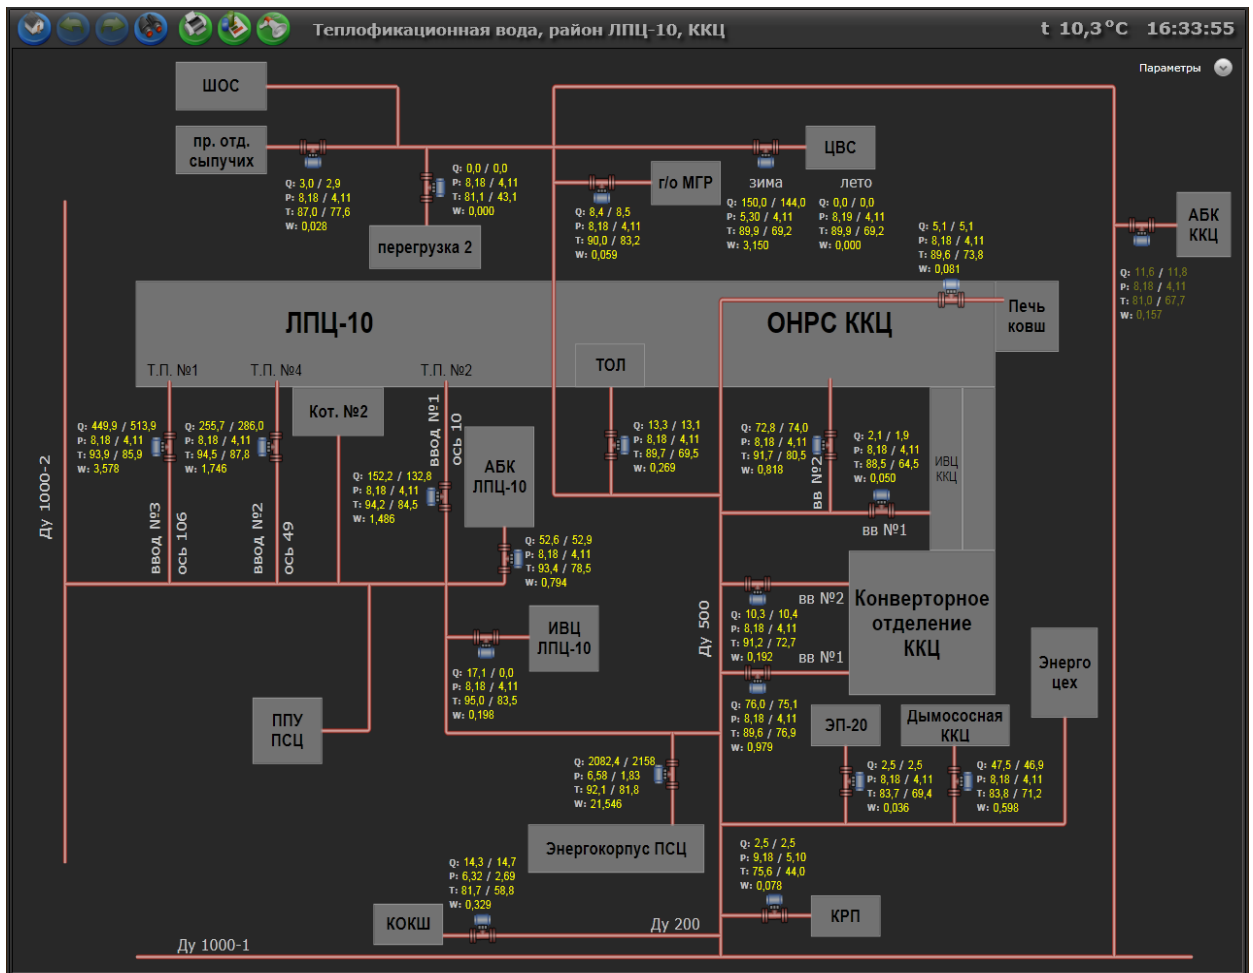 Теплофикационная вода, район ЛПЦ-10, ККЦ
t 10,3°C 16:33:55
Параметры
ШОС
пр. отд.
сыпучих
Q: 3,0 / 2,9
P: 8,18 / 4,11
T: 87,0 / 77,6
W: 0,028
Q: 0,0 / 0,0
P: 8,18 / 4,11
T: 81,1 / 43,1
W: 0,000
перегрузка 2
г/о МГР
Q: 8,4 / 8,5
P: 8,18 / 4,11
T: 90,0 / 83,2
W: 0,059
ЦВС
зима
Q: 150,0 / 144,0
P: 5,30 / 4,11
T: 89,9 / 69,2
W: 3,150
лето
Q: 0,0 / 0,0
P: 8,19 / 4,11
T: 89,9 / 69,2
W: 0,000
Q: 5,1 / 5,1
P: 8,18 / 4,11
T: 89,6 / 73,8
W: 0,081
АБК
ККЦ
Q: 11,6 / 11,8
P: 8,18 / 4,11
T: 81,0 / 67,7
W: 0,157
ЛПЦ-10
ОНРС ККЦ
Печь
ковш
Т.П. №1
Т.П. №4
Т.П. №2
ТОЛ
Кот. №2
Q: 449,9 / 513,9
P: 8,18 / 4,11
T: 93,9 / 85,9
W: 3,578
Q: 255,7 / 286,0
P: 8,18 / 4,11
T: 94,5 / 87,8
W: 1,746
ввод №1
ось 10
Q: 152,2 / 132,8
P: 8,18 / 4,11
T: 94,2 / 84,5
W: 1,486
АБК
ЛПЦ-10
Q: 13,3 / 13,1
P: 8,18 / 4,11
T: 89,7 / 69,5
W: 0,269
Q: 72,8 / 74,0
P: 8,18 / 4,11
T: 91,7 / 80,5
W: 0,818
Q: 2,1 / 1,9
P: 8,18 / 4,11
T: 88,5 / 64,5
W: 0,050
ИВЦ
ККЦ
вв №2
вв №1
Ду 1000-2
ввод №3
ось 106
ввод №2
ось 49
Q: 52,6 / 52,9
P: 8,18 / 4,11
T: 93,4 / 78,5
W: 0,794
ИВЦ
ЛПЦ-10
Q: 17,1 / 0,0
P: 8,18 / 4,11
T: 95,0 / 83,5
W: 0,198
Ду 500
вв №2
Q: 10,3 / 10,4
P: 8,18 / 4,11
T: 91,2 / 72,7
W: 0,192
вв №1
Конверторное
отделение
ККЦ
Q: 76,0 / 75,1
P: 8,18 / 4,11
T: 89,6 / 76,9
W: 0,979
Энерго
цех
ППУ
ПСЦ
ЭП-20
Дымососная
ККЦ
Q: 2082,4 / 2158
P: 6,58 / 1,83
T: 92,1 / 81,8
W: 21,546
Q: 2,5 / 2,5
P: 8,18 / 4,11
T: 83,7 / 69,4
W: 0,036
Q: 47,5 / 46,9
P: 8,18 / 4,11
T: 83,8 / 71,2
W: 0,598
Энергокорпус ПСЦ
Q: 2,5 / 2,5
P: 9,18 / 5,10
T: 75,6 / 44,0
W: 0,078
Q: 14,3 / 14,7
P: 6,32 / 2,69
T: 81,7 / 58,8
W: 0,329
КОКШ
Ду 200
КРП
Ду 1000-1